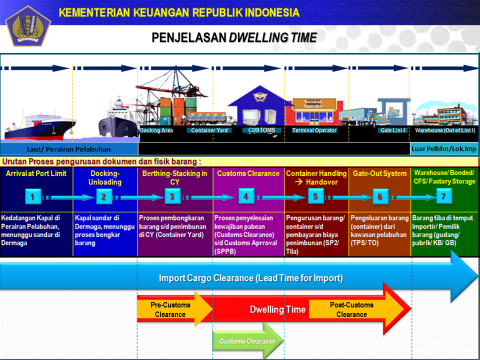 KEMENTERIAN KEUANGAN REPUBLIK INDONESIA
PENJELASAN DWELLING TIME
Docking Area
Container Yard
CUSTOMS
Terminal Operator
Terminal Operator
Gate Lini I
Warehouse (Out of Lini I)
Laut/ Perairan Pelabuhan
Luar Pelbhn/Lok.Imp
Urutan Proses pengurusan dokumen dan fisik barang :
Arrival at Port Limit
1
Kedatangan Kapal di
Perairan Pelabuhan,
menunggu sandar di
Dermaga
Docking-
Unloading
2
Kapal sandar di
Dermaga, menunggu
proses bongkar
barang
Berthing-Stacking in
CY
3
Proses pembongkaran
barang s/d penimbunan
di CY (Container Yard)
Customs Clearance
4
Proses penyelesaian
kewajiban pabean
(Customs Clearance)
s/d Customs Aprroval
(SPPB)
Container Handling
→ Handover
5
Pengurusan barang/
container s/d
pembayaran biaya
penimbunan (SP2/
Tila)
Gate-Out System
6
Pengeluaran barang
(container) dari
kawasan pelabuhan
(TPS/ TO)
Warehouse/ Bonded/
CFS/ Factory Storage
7
Barang tiba di tempat
Importir/ Pemilik
barang (gudang/
pabrik/ KB/ GB)
Import Cargo Clearance (Lead Time for Import)
Pre-Customs
Clearance
Dwelling Time
Post-Customs
Clearance
Customs Clearance